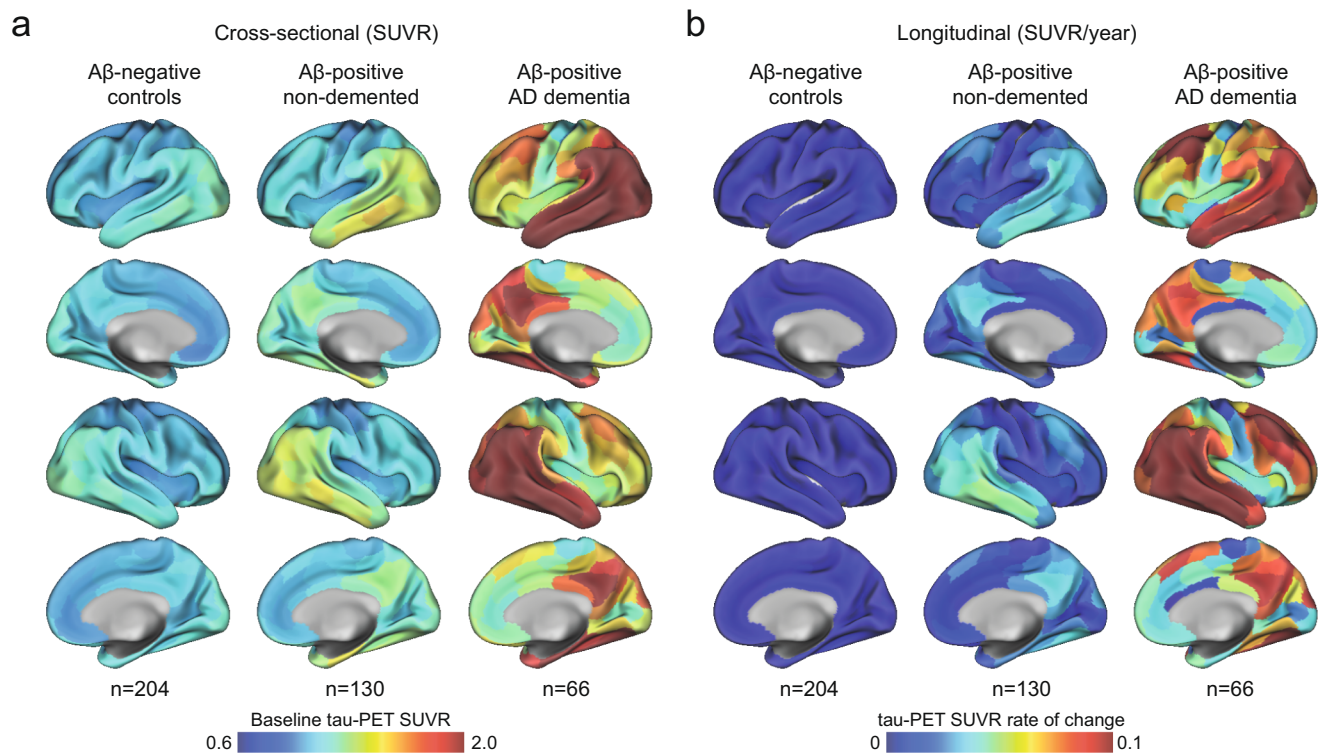 a
b
Cross-sectional (SUVR)
Longitudinal (SUVR/year)
Aβ-negative
controls
Aβ-positive
non-demented
Aβ-positive
AD dementia
Aβ-negative
controls
Aβ-positive
non-demented
Aβ-positive
AD dementia
n=204
n=130
n=66
n=204
n=130
n=66
Baseline tau-PET SUVR
0.6
2.0
tau-PET SUVR rate of change
0
0.1